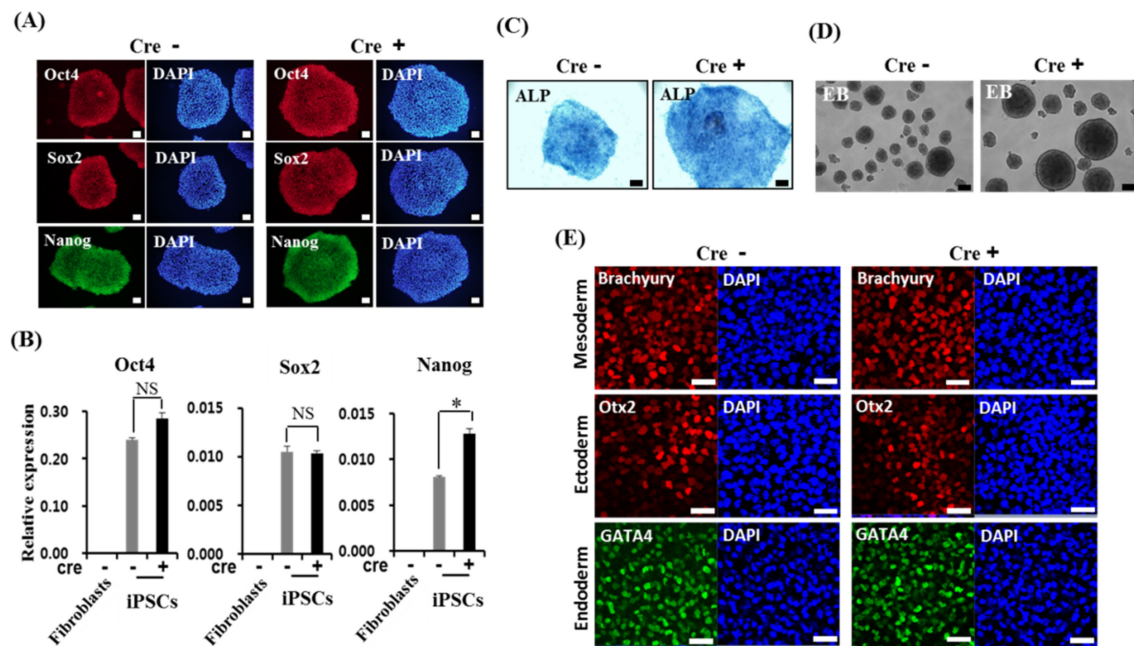 (A)
Cre - Cre +
Oct4 DAPI Oct4 DAPI
Sox2 DAPI Sox2 DAPI
Nanog DAPI Nanog DAPI
(B)
Oct4 Sox2 Nanog
Relative expression
NS NS *
0.30 0.015 0.015
0.20 0.010 0.010
0.10 0.005 0.005
0.00 0.000 0.000
cre - - + cre - - + cre - - +
Fibroblasts iPSCs Fibroblasts iPSCs Fibroblasts iPSCs
(C)
Cre - Cre +
ALP ALP
(D)
Cre - Cre +
EB EB
(E)
Cre - Cre +
Mesoderm
Brachyury DAPI Brachyury DAPI
Ectoderm
Otx2 DAPI Otx2 DAPI
Endoderm
GATA4 DAPI GATA4 DAPI